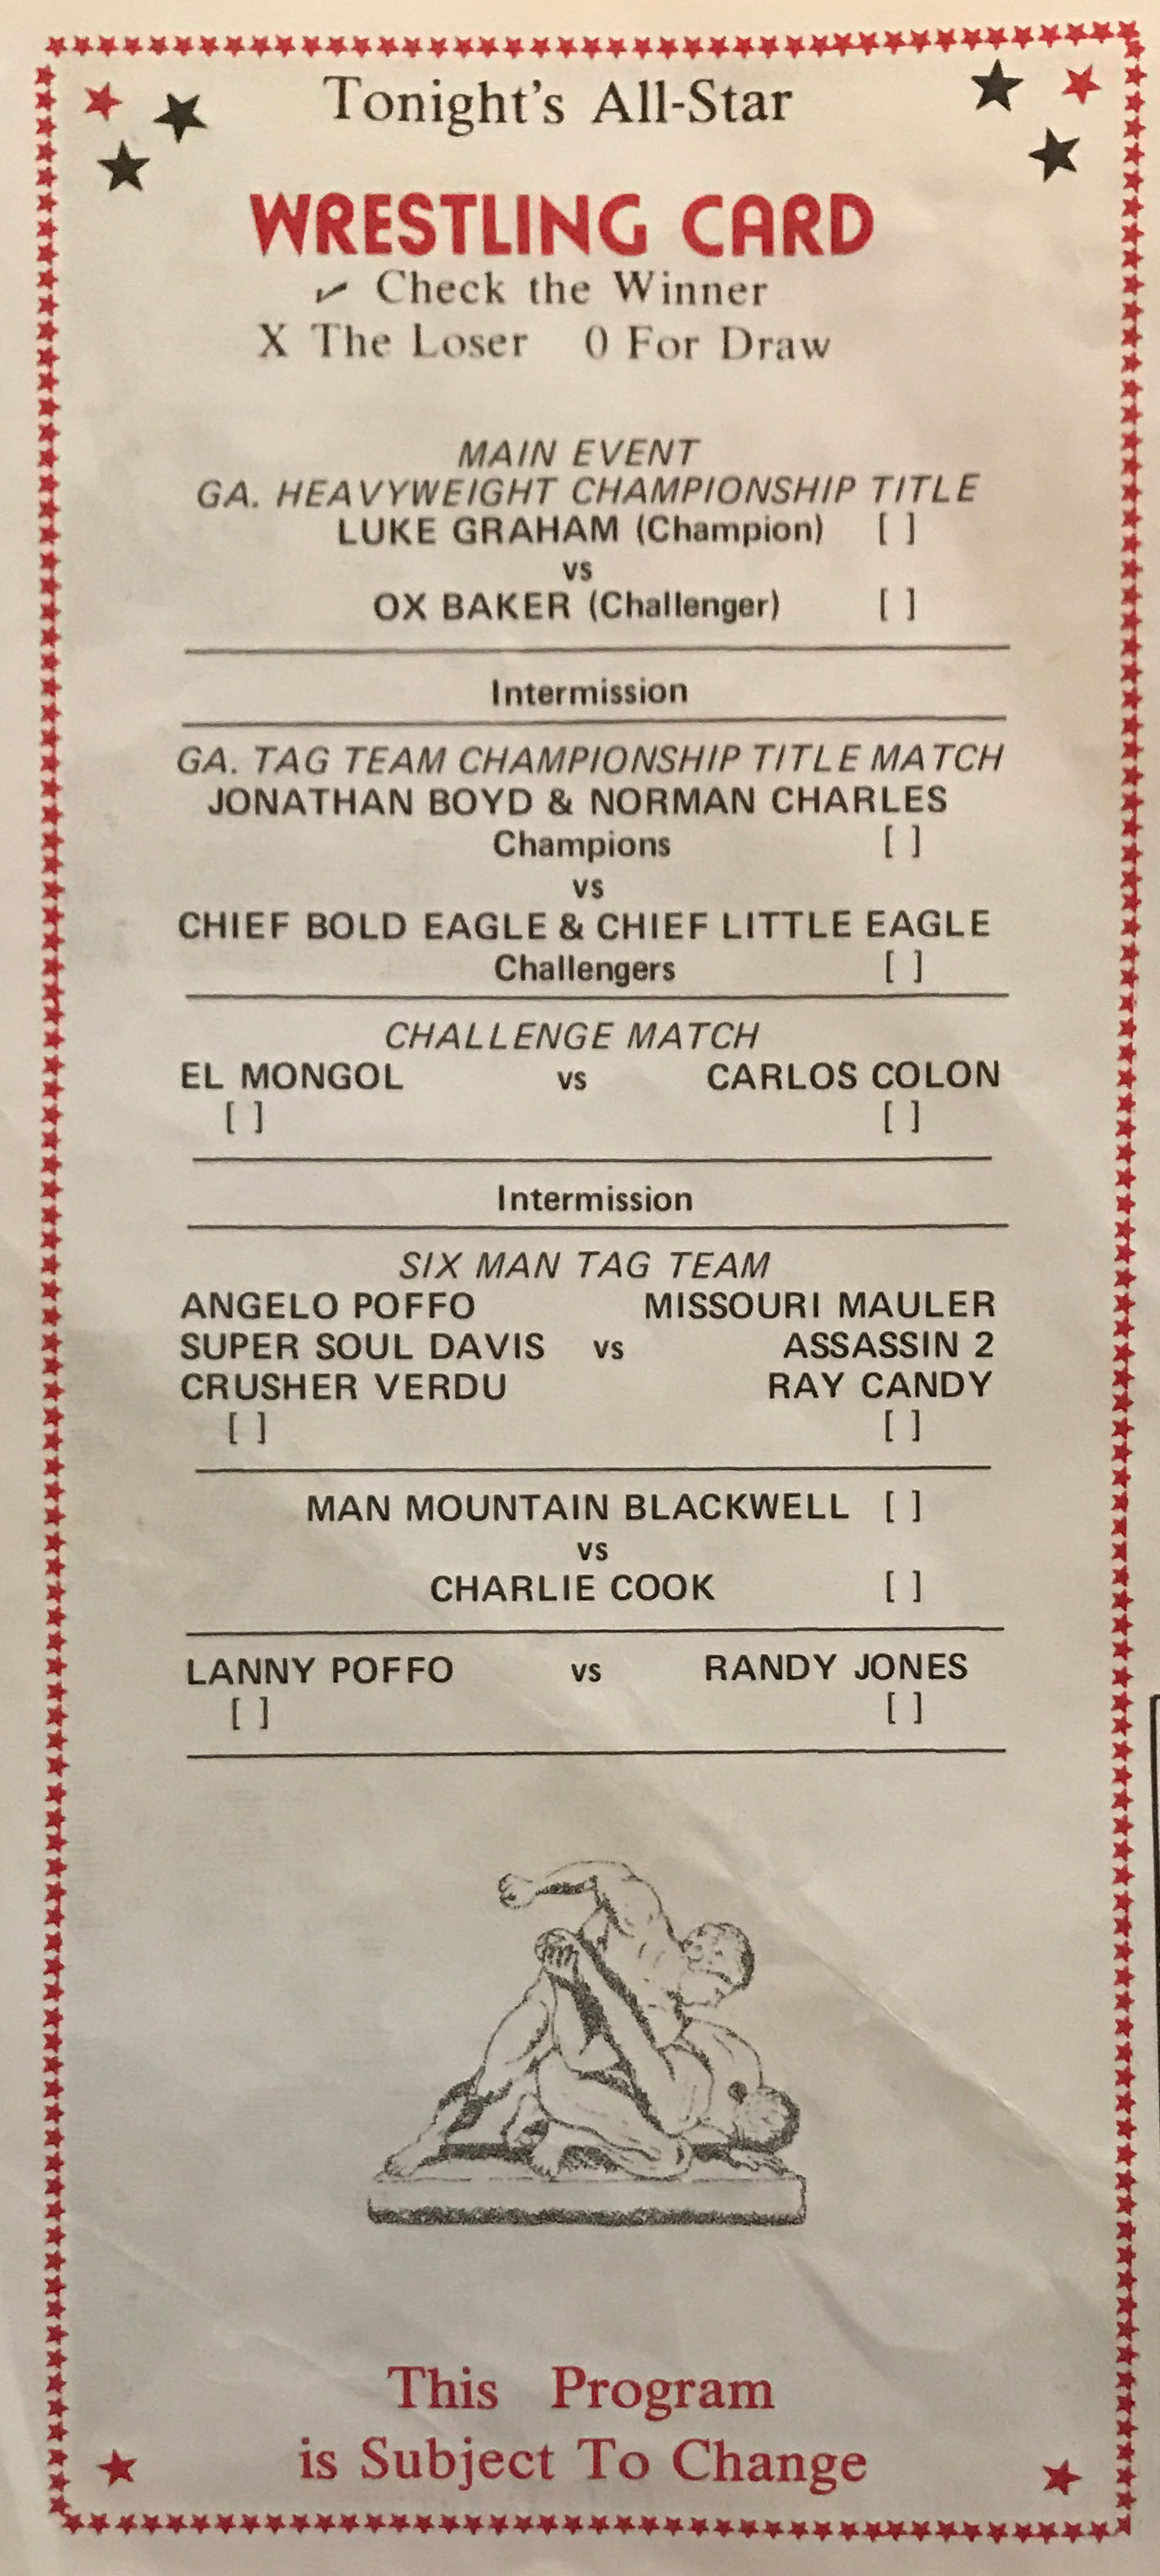 Tonight's All-Star
WRESTLING CARD
✓ Check the Winner
X The Loser 0 For Draw
MAIN EVENT
GA. HEAVYWEIGHT CHAMPIONSHIP TITLE
LUKE GRAHAM (Champion) [ ]
vs
OX BAKER (Challenger) [ ]
Intermission
GA. TAG TEAM CHAMPIONSHIP TITLE MATCH
JONATHAN BOYD & NORMAN CHARLES
Champions [ ]
vs
CHIEF BOLD EAGLE & CHIEF LITTLE EAGLE
Challengers [ ]
CHALLENGE MATCH
EL MONGOL vs CARLOS COLON
[ ] [ ]
Intermission
SIX MAN TAG TEAM
ANGELO POFFO MISSOURI MAULER
SUPER SOUL DAVIS vs ASSASSIN 2
CRUSHER VERDU RAY CANDY
[ ] [ ]
MAN MOUNTAIN BLACKWELL [ ]
vs
CHARLIE COOK [ ]
LANNY POFFO vs RANDY JONES
[ ] [ ]
This Program
is Subject To Change